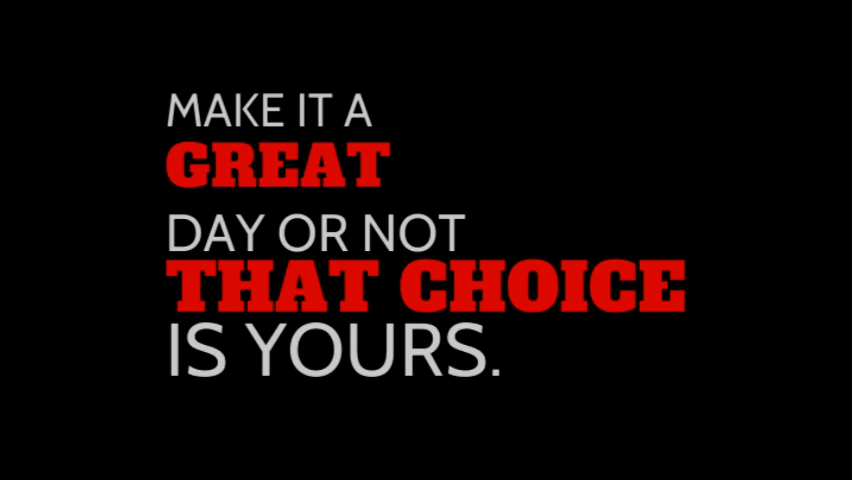 MAKE IT A
GREAT
DAY OR NOT
THAT CHOICE
IS YOURS.